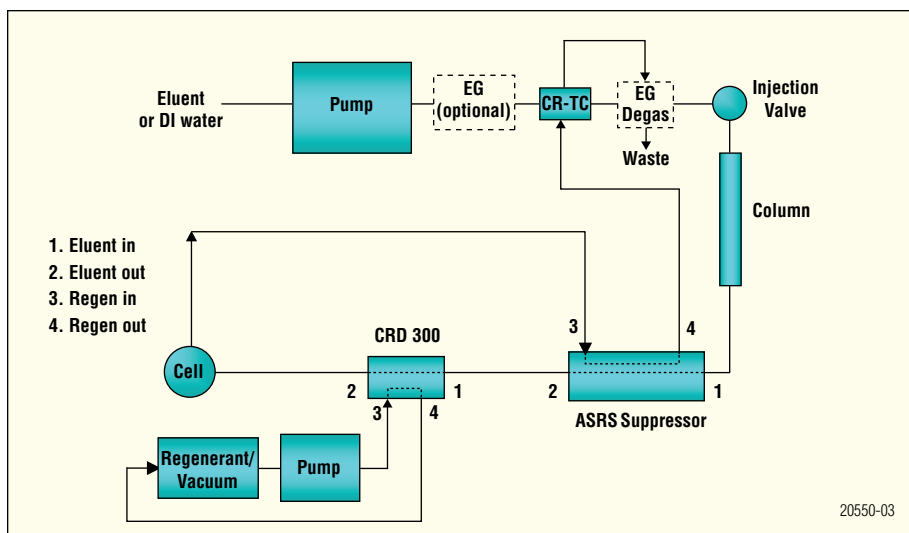 Eluent
or DI water
Pump
EG
(optional)
CR-TC
EG
Degas
Waste
Injection
Valve
Column
1. Eluent in
2. Eluent out
3. Regen in
4. Regen out
Cell
CRD 300
2
1
3
4
3
4
2
1
ASRS Suppressor
Regenerant/
Vacuum
Pump
20550-03